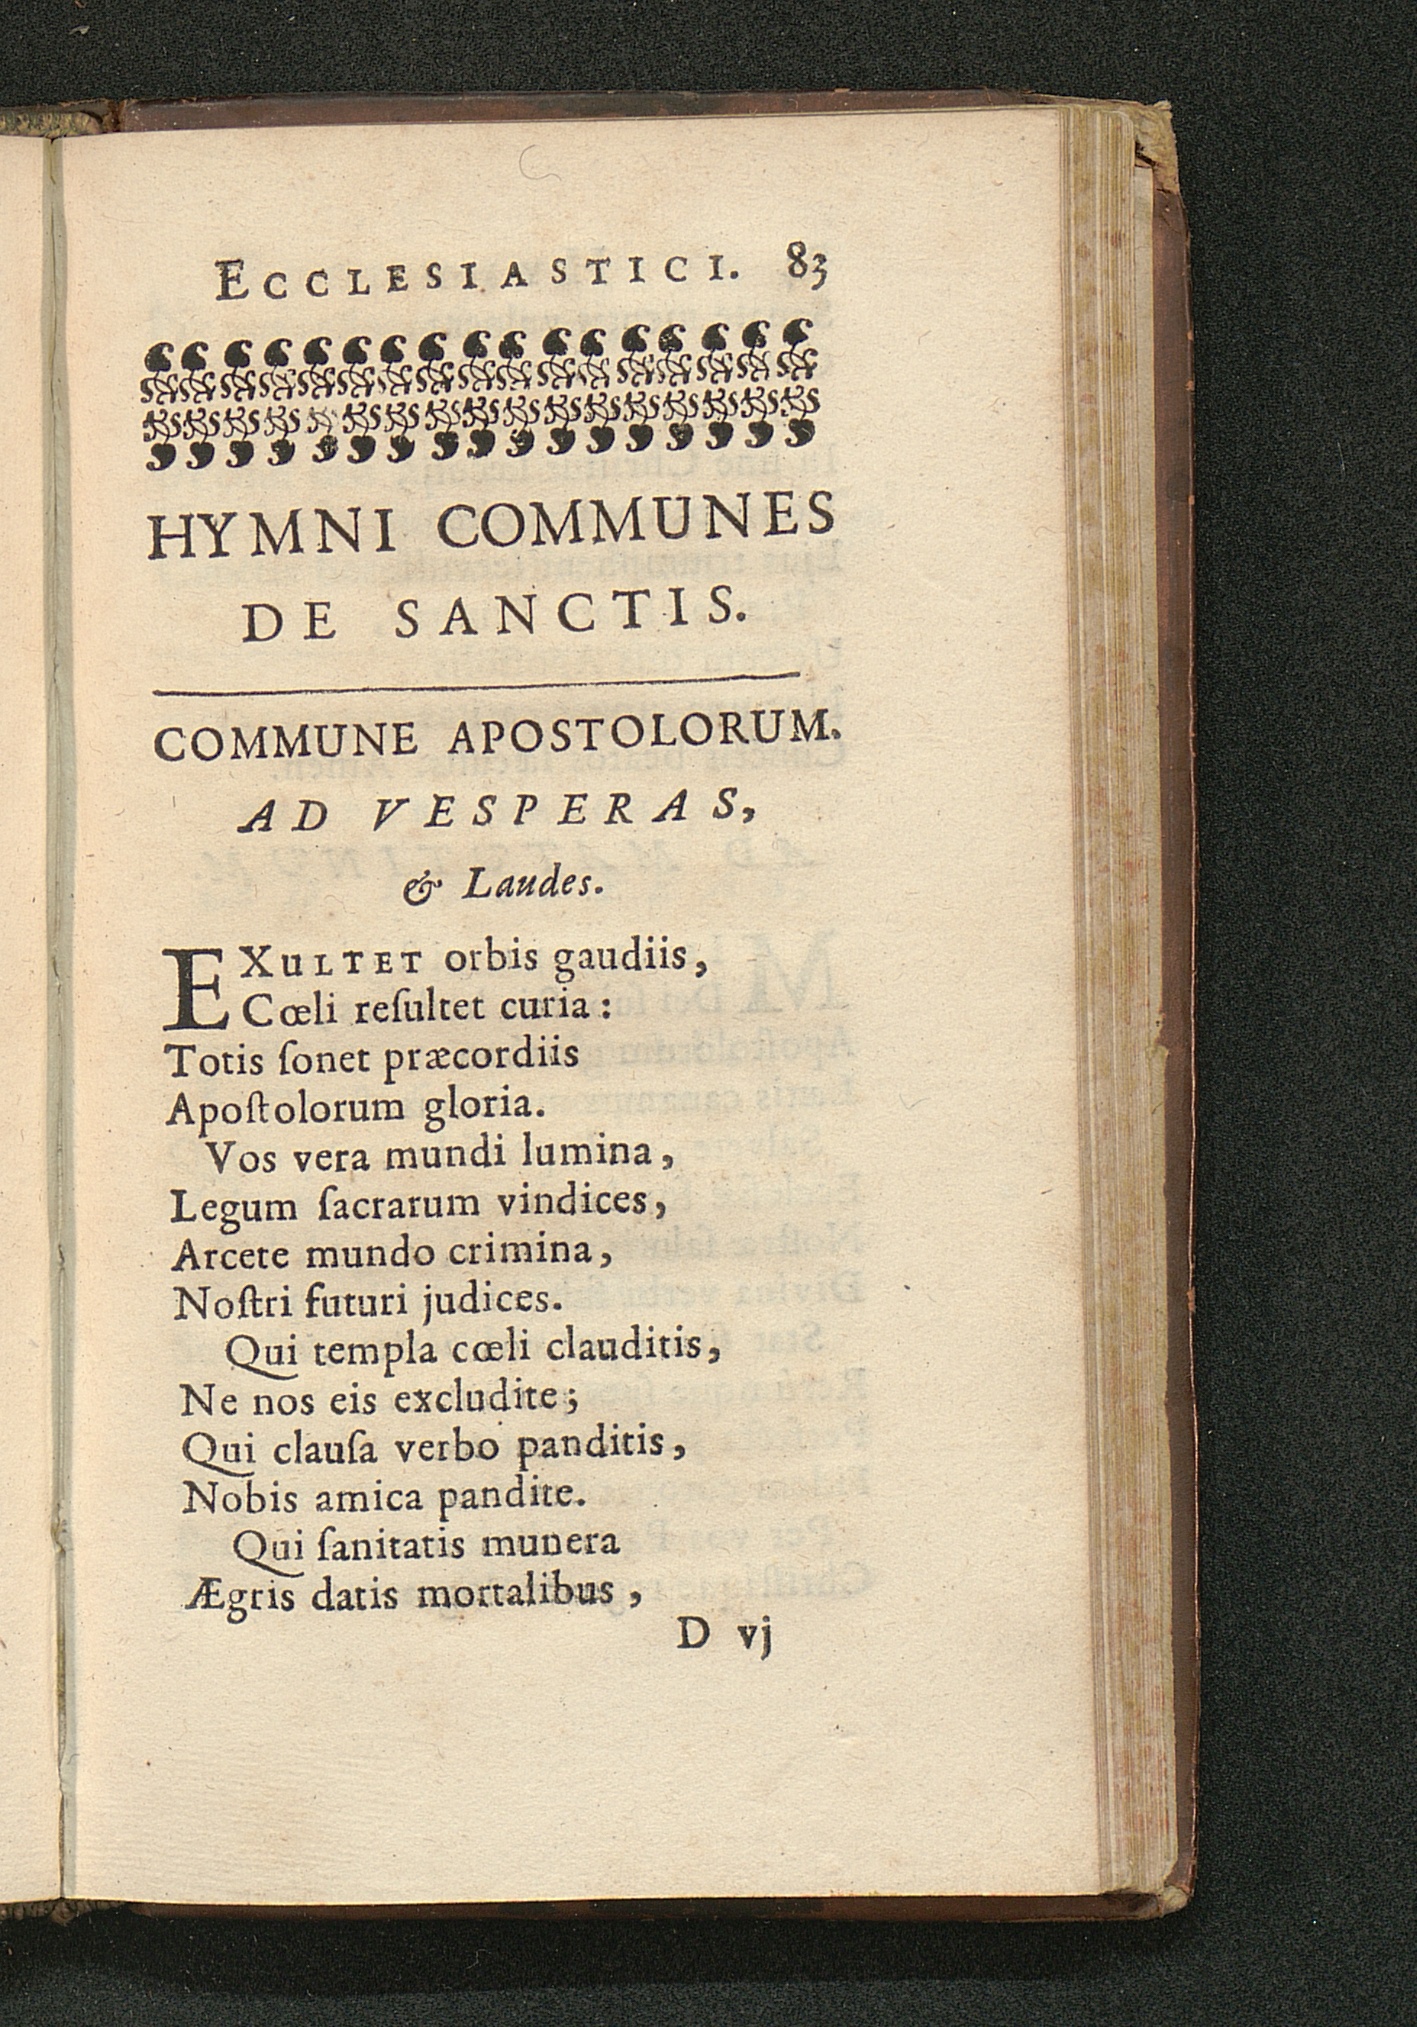 ECCLESIASTICI. 83
HYMNI COMMUNES
DE SANCTIS.
COMMUNE APOSTOLORUM.
AD VESPERAS,
& Laudes.
EXULTET orbis gaudiis,
Cœli reſultet curia:
Totis ſonet præcordiis
Apoſtolorum gloria.
Vos vera mundi lumina,
Legum ſacrarum vindices,
Arcete mundo crimina,
Noſtri futuri judices.
Qui templa cœli clauditis,
Ne nos eis excludite;
Qui clauſa verbo panditis,
Nobis amica pandite.
Qui ſanitatis munera
Ægris datis mortalibus,
D vj